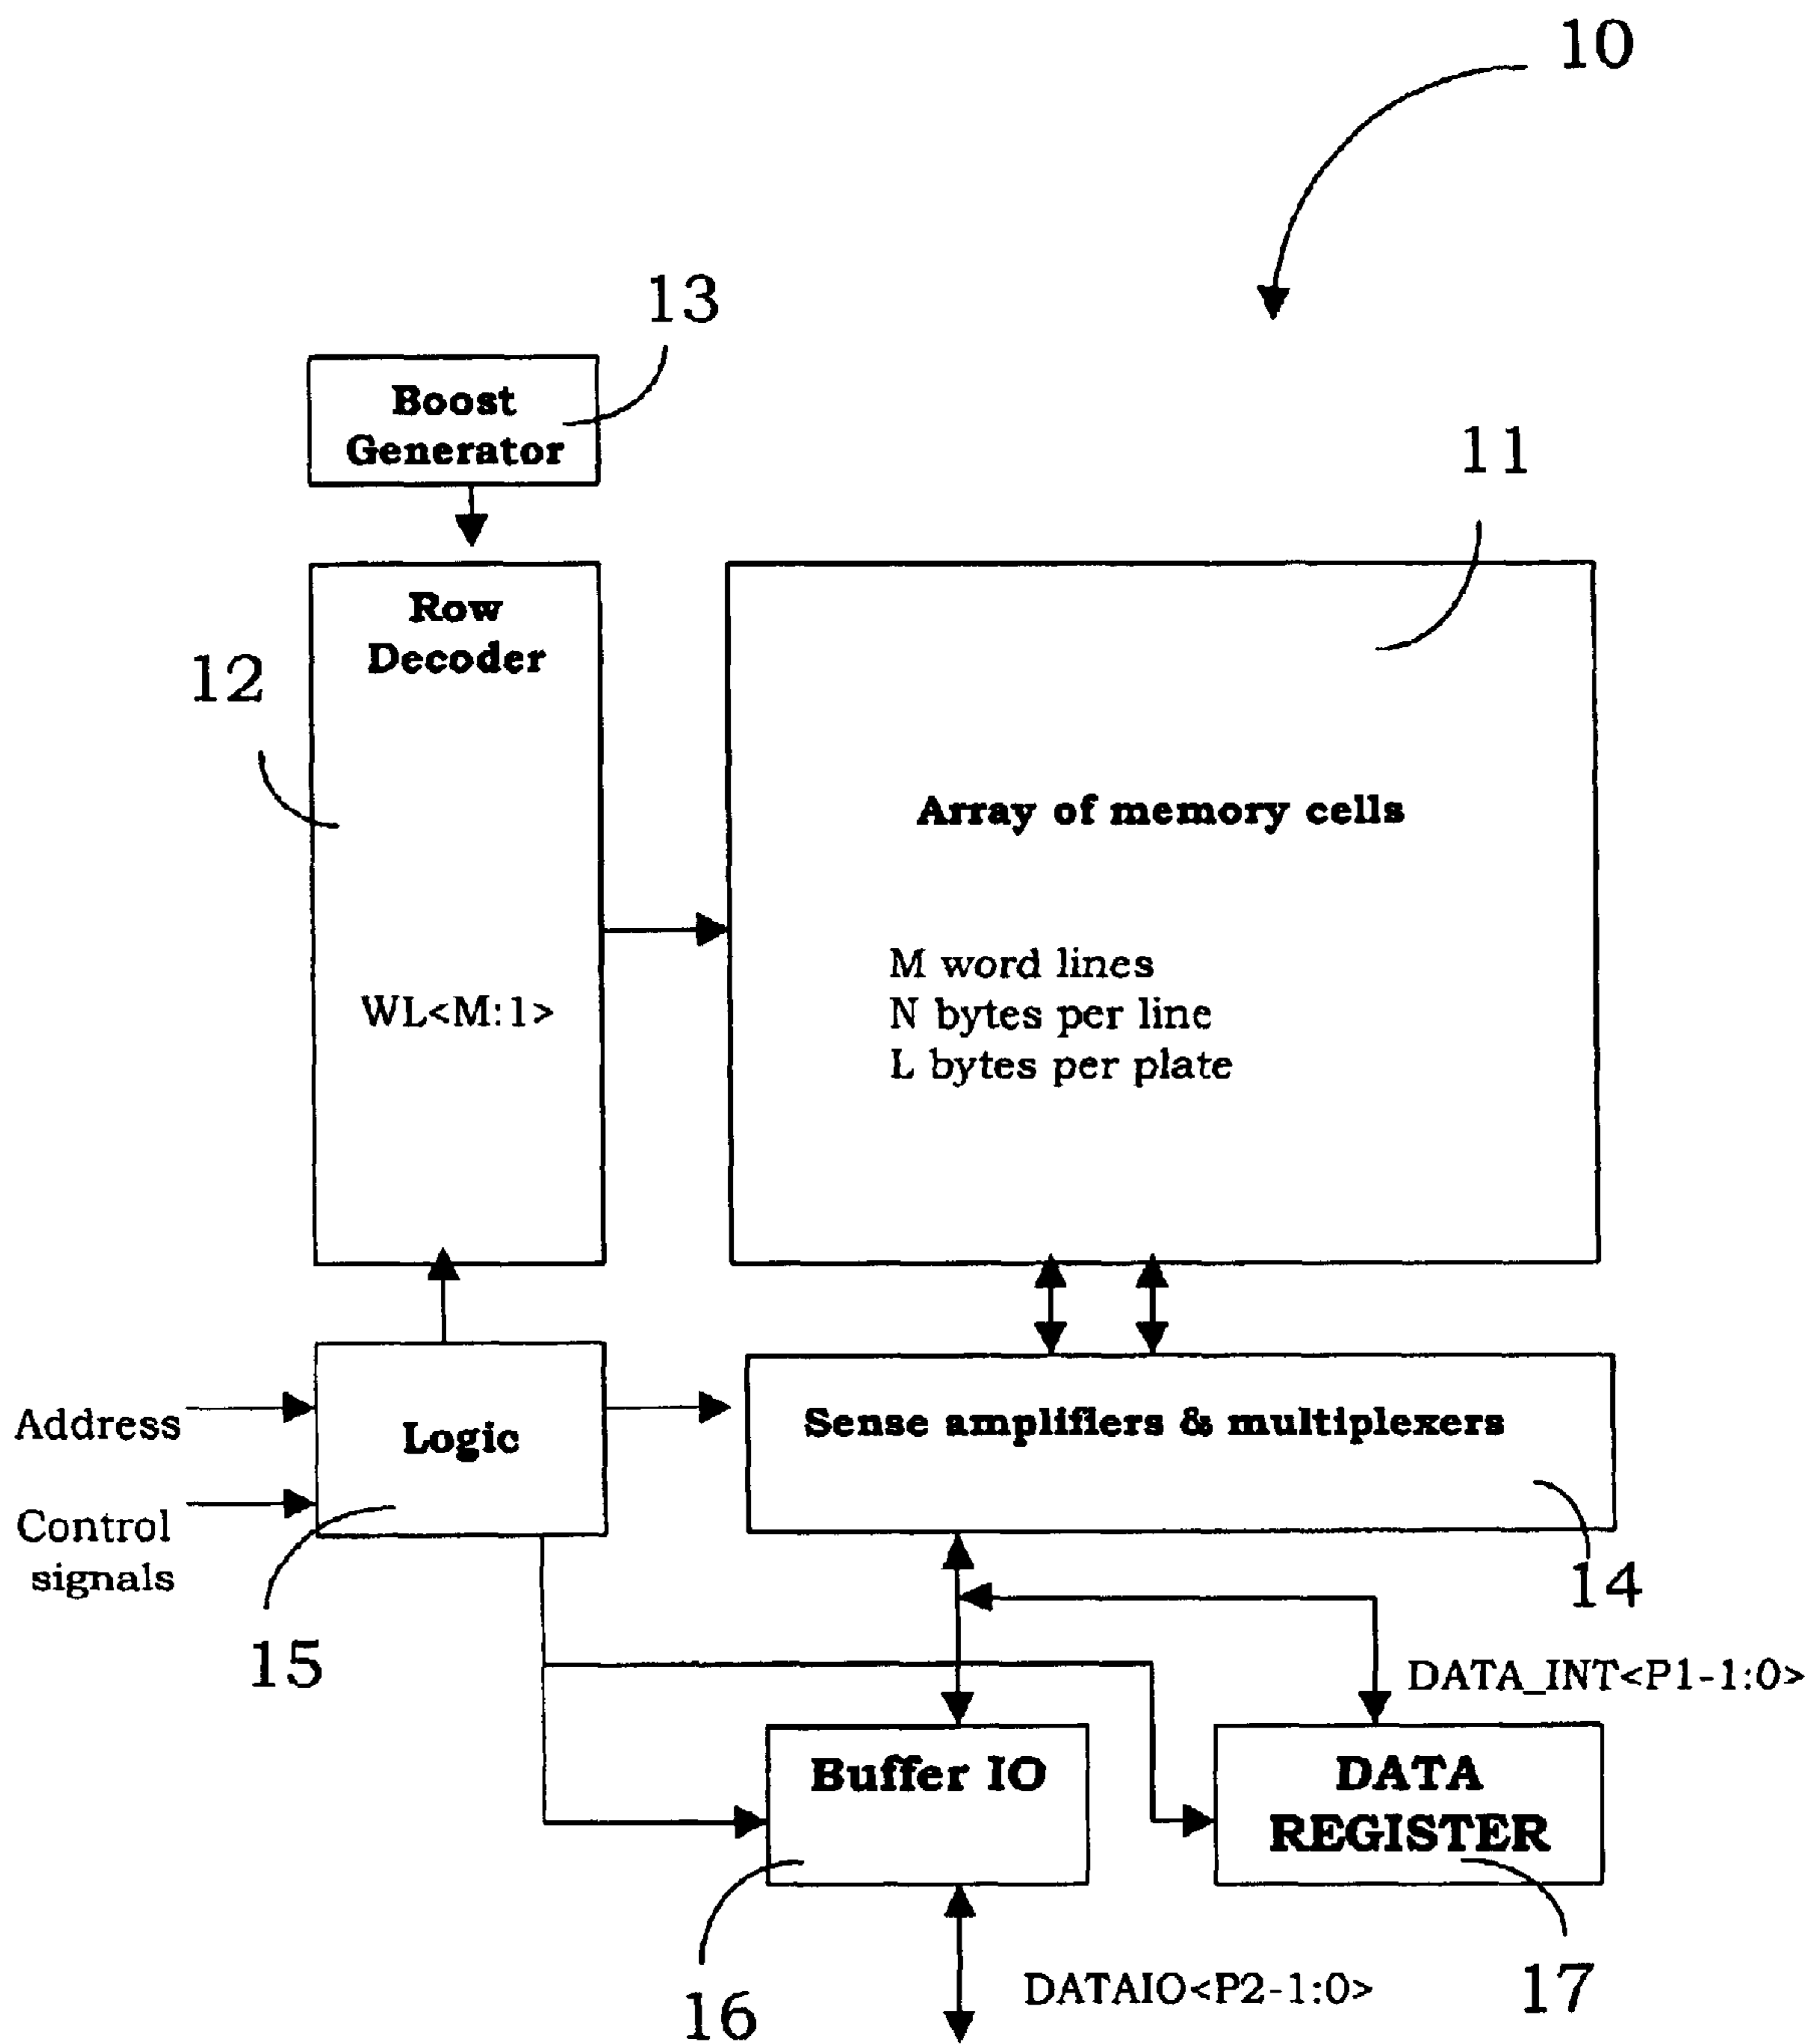 10
13
Boost
Generator
11
Row
Decoder
12
Array of memory cells
M word lines
N bytes per line
L bytes per plate
WL<M:1>
Address
Logic
Sense amplifiers & multiplexers
Control
signals
14
15
DATA_INT<P1-1:0>
Buffer IO
DATA
REGISTER
DATAIO<P2-1:0>
17
16